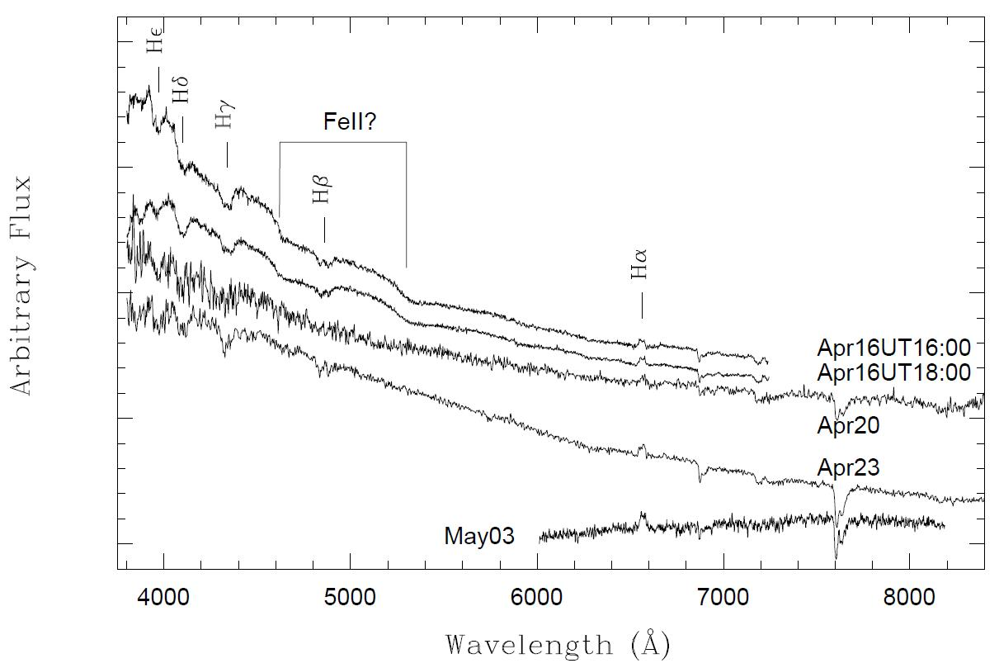 Hϵ
Hδ
Hγ
FeII?
Hβ
Hα
Arbitrary Flux
Apr16UT16:00
Apr16UT18:00
Apr20
Apr23
May03
4000 5000 6000 7000 8000
Wavelength (Å)